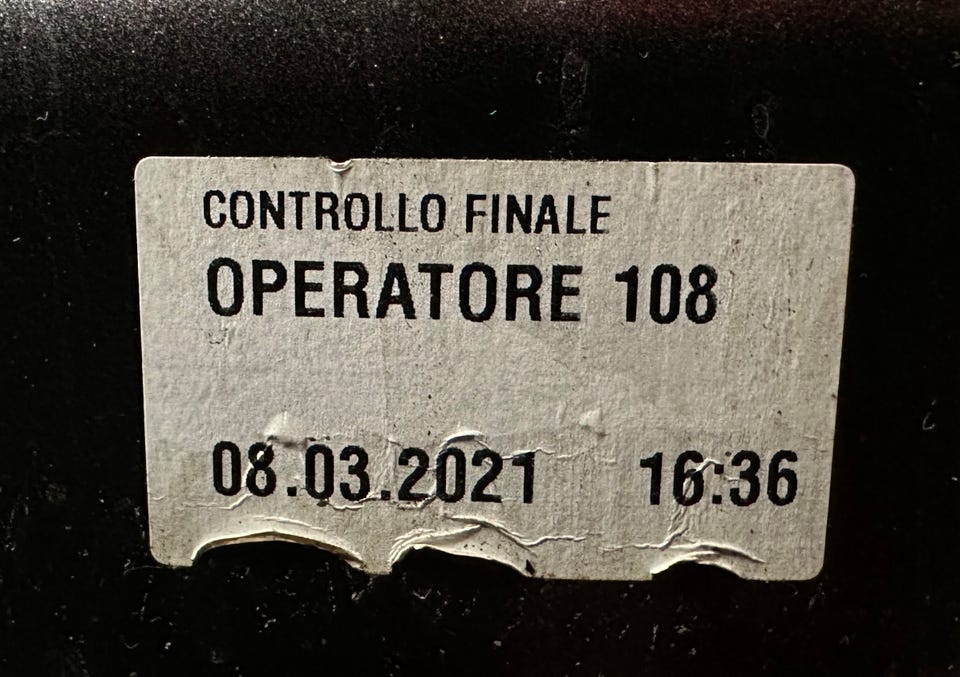 CONTROLLO FINALE
OPERATORE 108
08.03.2021 16:36